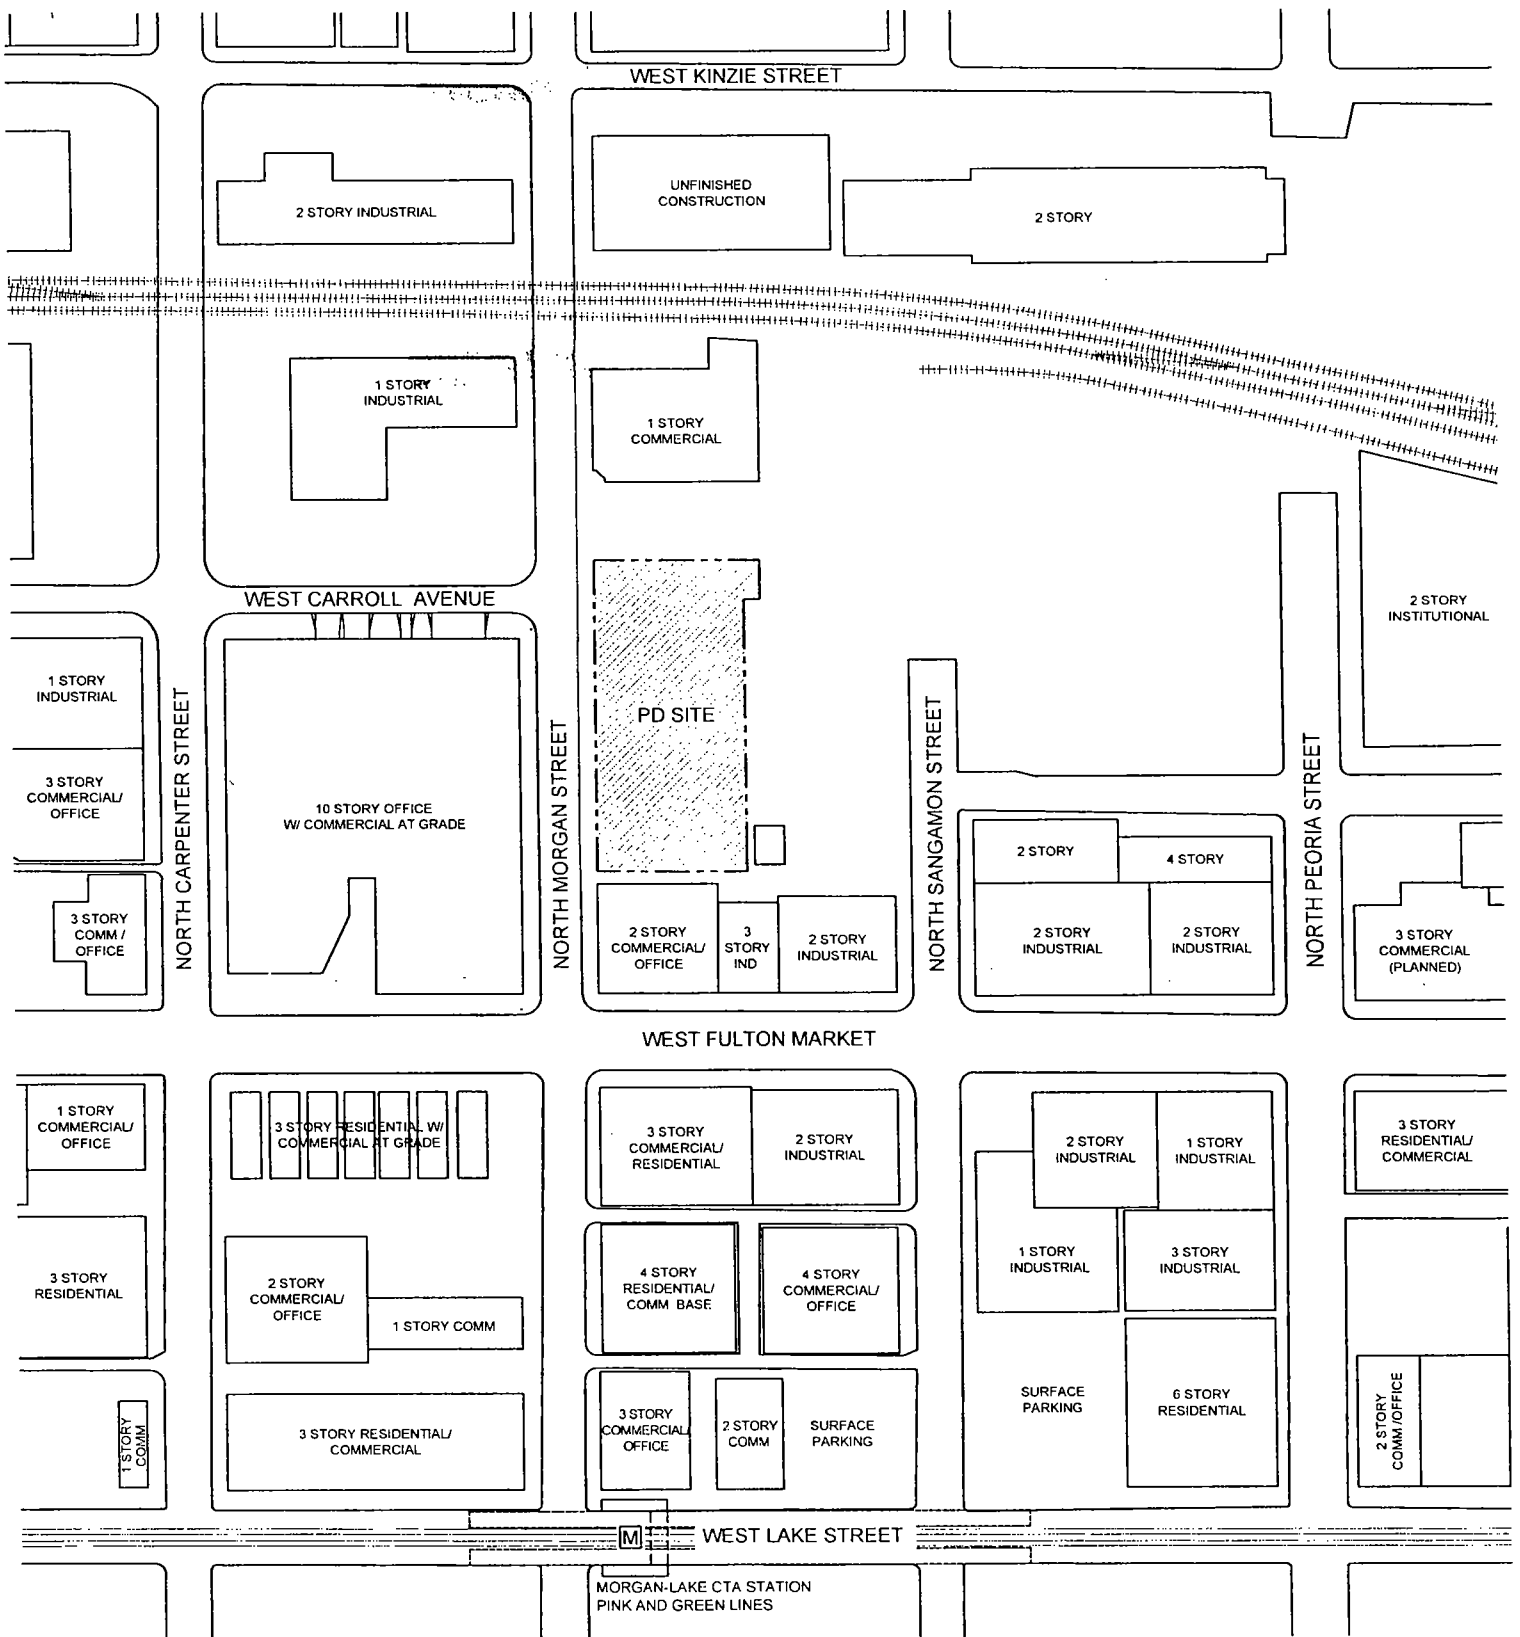 WEST KINZIE STREET
UNFINISHED
CONSTRUCTION
2 STORY INDUSTRIAL
2 STORY
1 STORY
INDUSTRIAL
1 STORY
COMMERCIAL
WEST CARROLL AVENUE
2 STORY
INSTITUTIONAL
1 STORY
INDUSTRIAL
PD SITE
3 STORY
COMMERCIAL/
OFFICE
NORTH CARPENTER STREET
10 STORY OFFICE
W/ COMMERCIAL AT GRADE
NORTH MORGAN STREET
NORTH SANGAMON STREET
NORTH PEORIA STREET
2 STORY
4 STORY
3 STORY
COMM /
OFFICE
2 STORY
COMMERCIAL/
OFFICE
3
STORY
IND
2 STORY
INDUSTRIAL
2 STORY
INDUSTRIAL
2 STORY
INDUSTRIAL
3 STORY
COMMERCIAL
(PLANNED)
WEST FULTON MARKET
1 STORY
COMMERCIAL/
OFFICE
3 STORY RESIDENTIAL W/
COMMERCIAL AT GRADE
3 STORY
COMMERCIAL/
RESIDENTIAL
2 STORY
INDUSTRIAL
2 STORY
INDUSTRIAL
1 STORY
INDUSTRIAL
3 STORY
RESIDENTIAL/
COMMERCIAL
3 STORY
RESIDENTIAL
2 STORY
COMMERCIAL/
OFFICE
1 STORY COMM
4 STORY
RESIDENTIAL/
COMM BASE
4 STORY
COMMERCIAL/
OFFICE
1 STORY
INDUSTRIAL
3 STORY
INDUSTRIAL
1 STORY
COMM
3 STORY RESIDENTIAL/
COMMERCIAL
3 STORY
COMMERCIAL/
OFFICE
2 STORY
COMM
SURFACE
PARKING
SURFACE
PARKING
6 STORY
RESIDENTIAL
2 STORY
COMM /OFFICE
M
WEST LAKE STREET
MORGAN-LAKE CTA STATION
PINK AND GREEN LINES